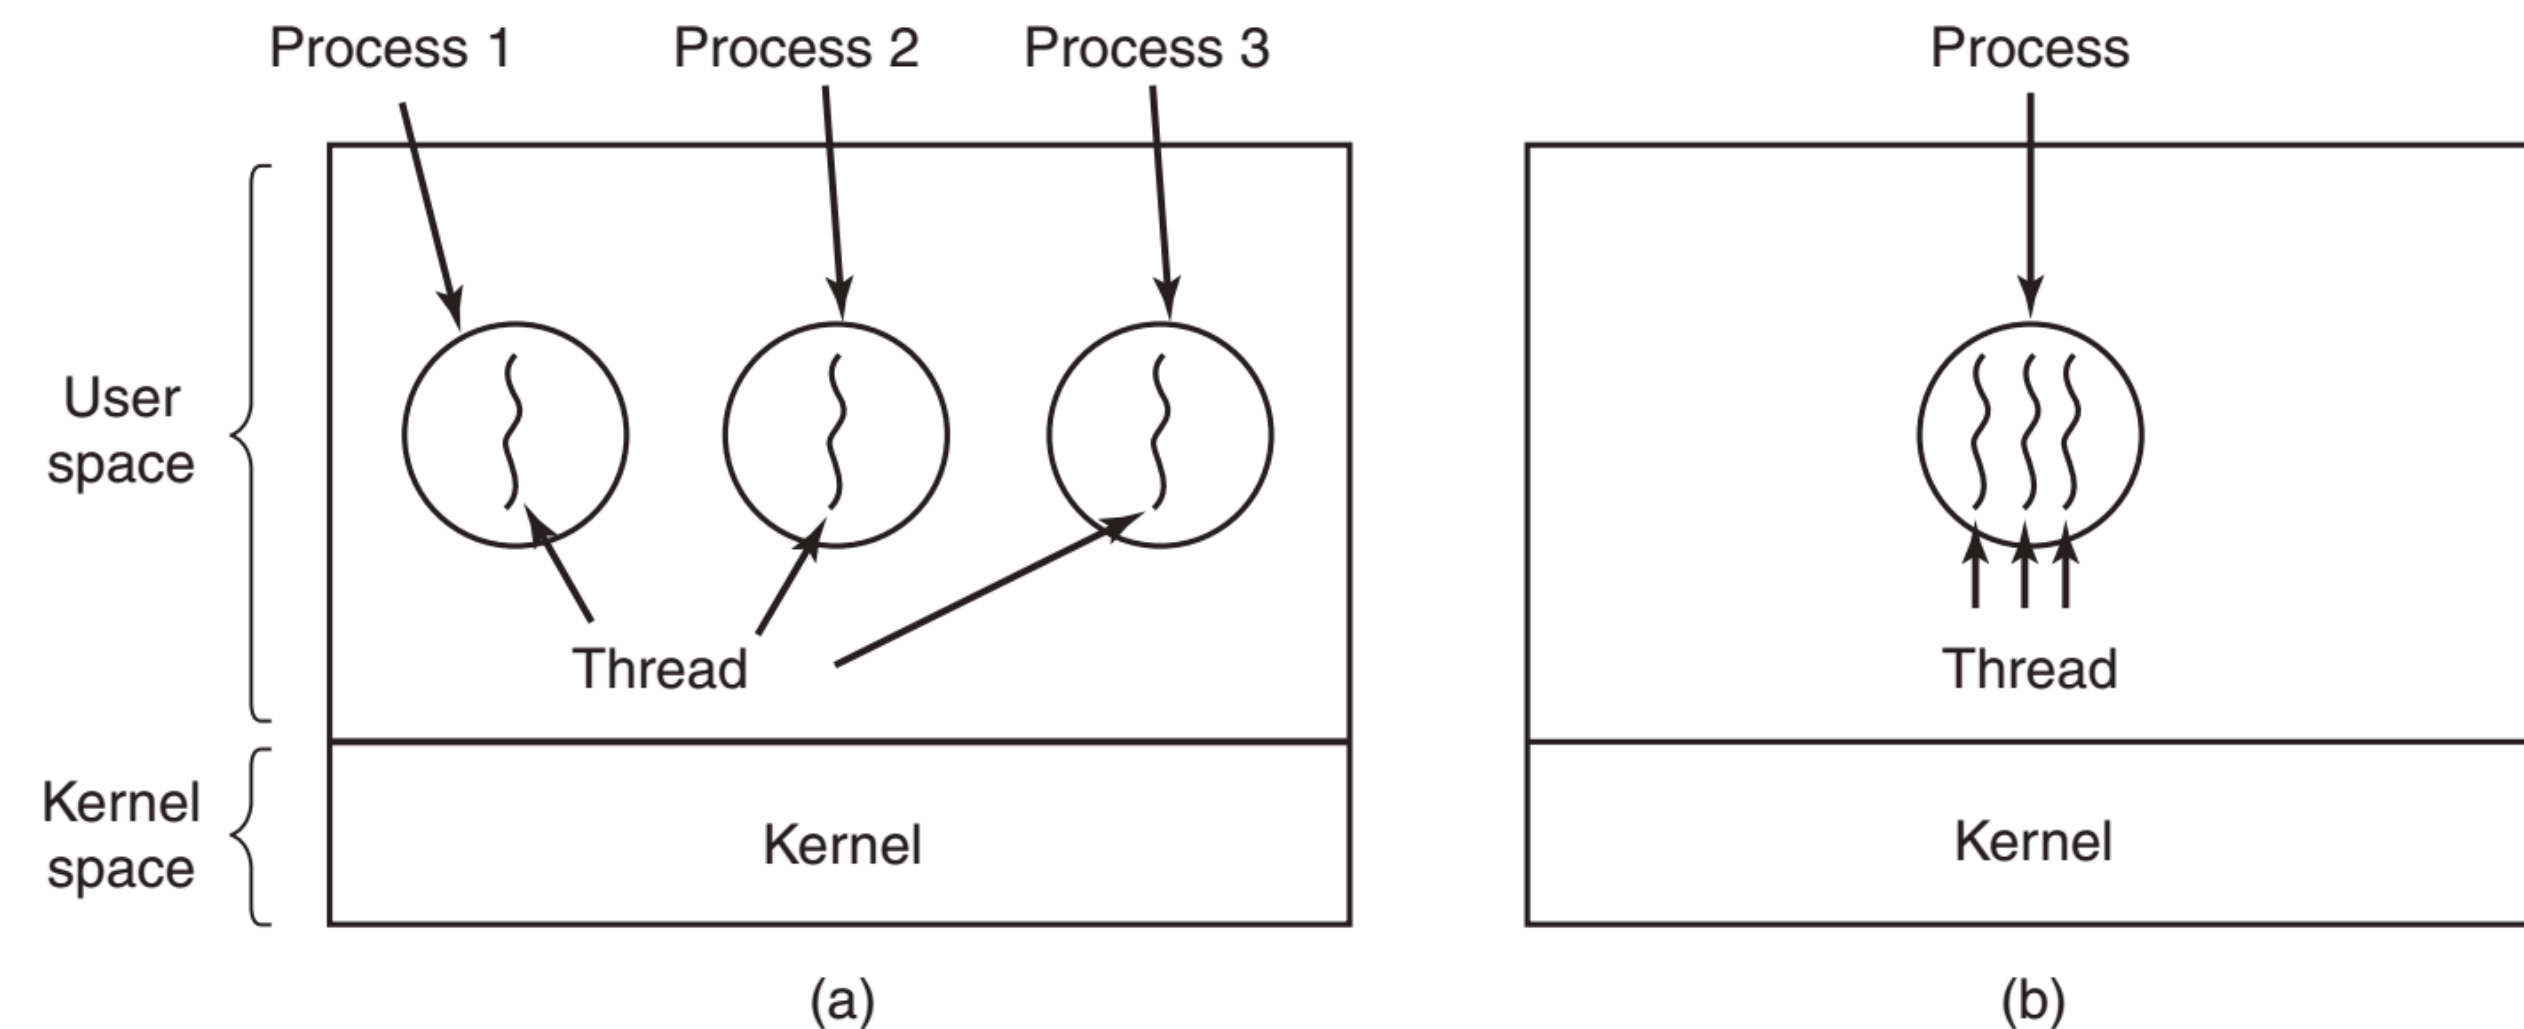 Process 1
Process 2
Process 3
Process
User
space
Thread
Thread
Kernel
space
Kernel
Kernel
(a)
(b)